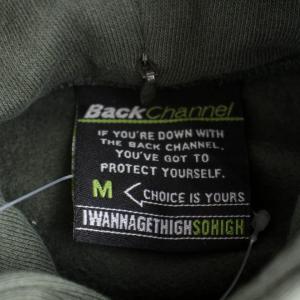 BackChannel
IF YOU'RE DOWN WITH
THE BACK CHANNEL,
YOU'VE GOT TO
PROTECT YOURSELF.
M CHOICE IS YOURS
IWANNAGETHIGHSOHIGH